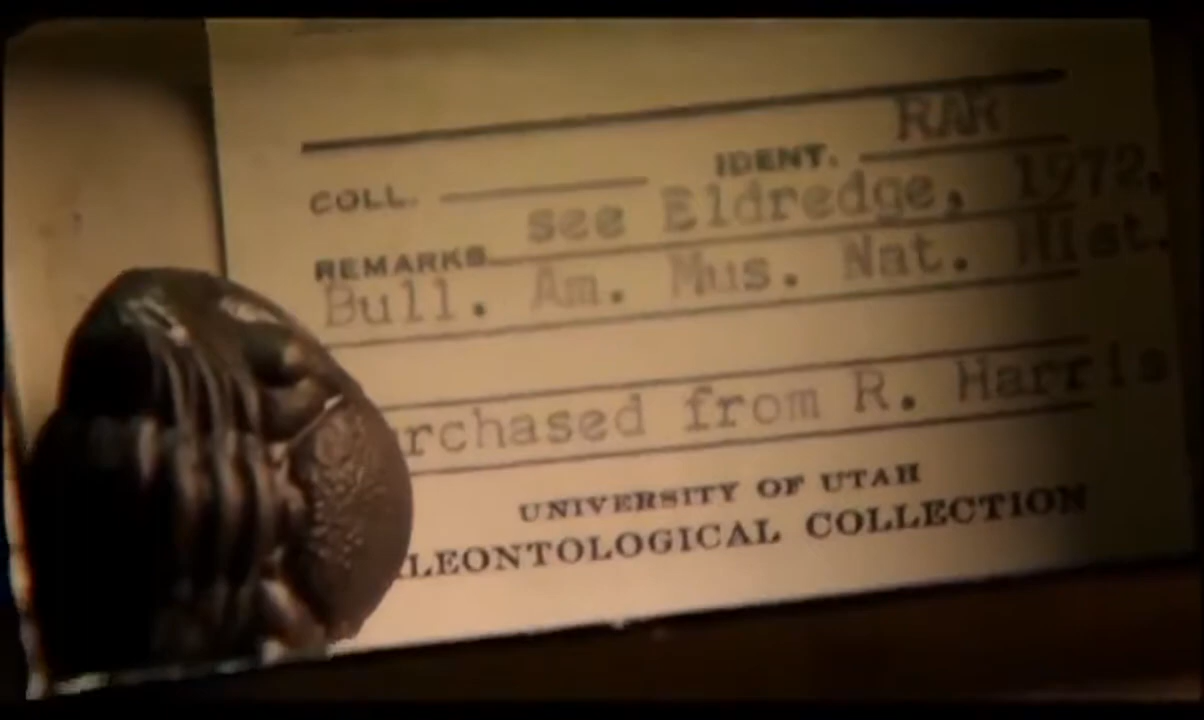 RAR
COLL. IDENT.
see Eldredge, 1972,
REMARKS
Bull. Am. Mus. Nat. Hist.
rchased from R. Harris
UNIVERSITY OF UTAH
LEONTOLOGICAL COLLECTION